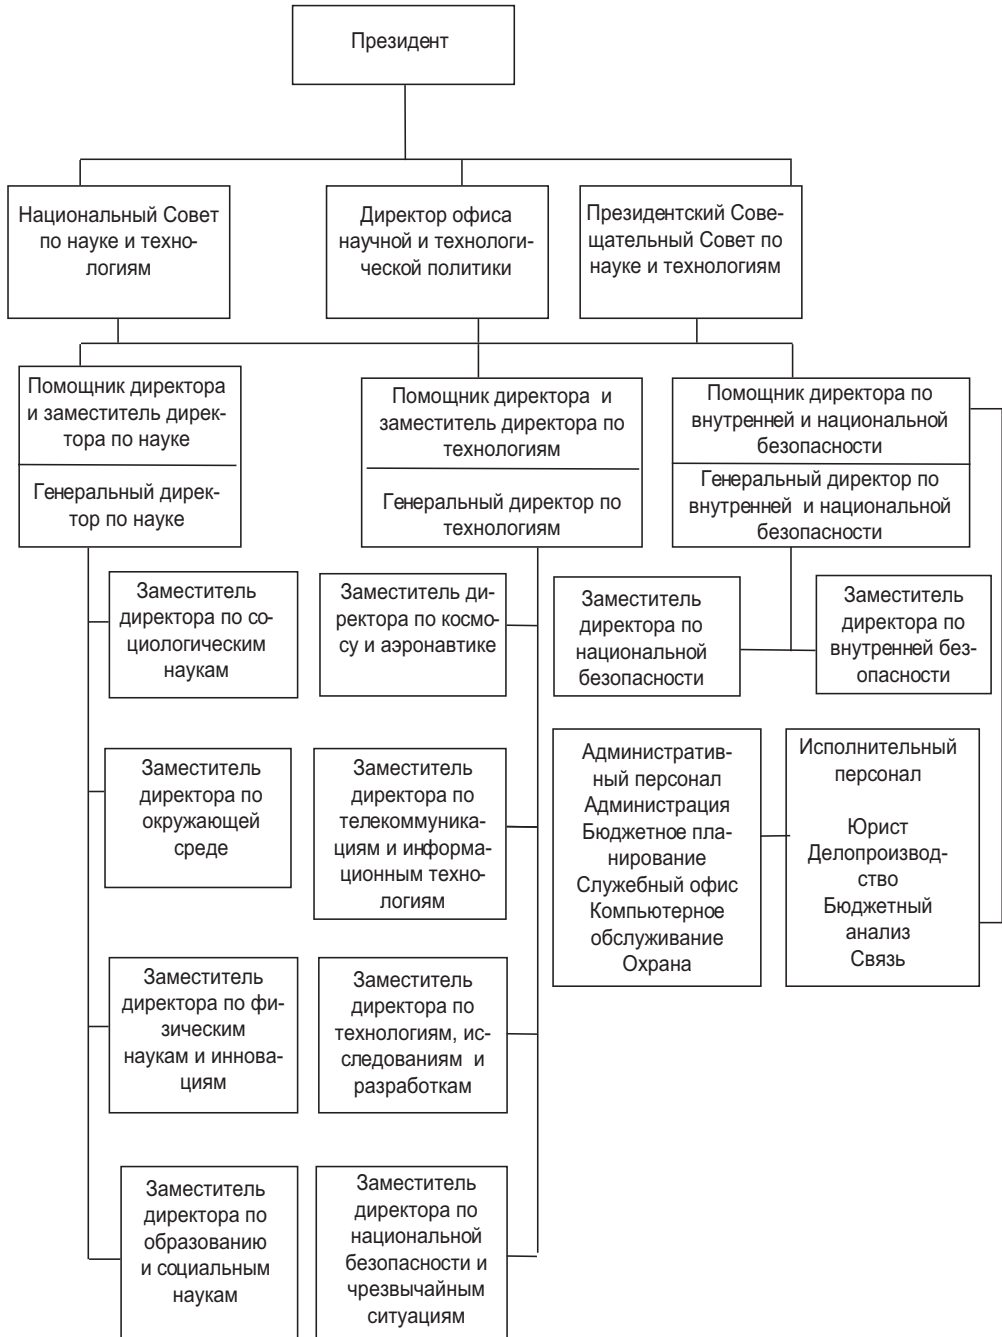 Президент
Национальный Совет
по науке и техно-
логиям
Директор офиса
научной и технологи-
ческой политики
Президентский Сове-
щательный Совет по
науке и технологиям
Помощник директора
и заместитель дирек-
тора по науке
Генеральный дирек-
тор по науке
Помощник директора и
заместитель директора по
технологиям
Генеральный директор по
технологиям
Помощник директора по
внутренней и национальной
безопасности
Генеральный директор по
внутренней и национальной
безопасности
Заместитель
директора по со-
циологическим
наукам
Заместитель ди-
ректора по космо-
су и аэронавтике
Заместитель
директора по
национальной
безопасности
Заместитель
директора по
внутренней без-
опасности
Заместитель
директора по
окружающей
среде
Заместитель
директора по
телекоммуника-
циям и информа-
ционным техно-
логиям
Административ-
ный персонал
Администрация
Бюджетное пла-
нирование
Служебный офис
Компьютерное
обслуживание
Охрана
Исполнительный
персонал
Юрист
Делопроизвод-
ство
Бюджетный
анализ
Связь
Заместитель
директора по фи-
зическим
наукам и иннова-
циям
Заместитель
директора по
технологиям, ис-
следованиям и
разработкам
Заместитель
директора по
образованию
и социальным
наукам
Заместитель
директора по
национальной
безопасности и
чрезвычайным
ситуациям